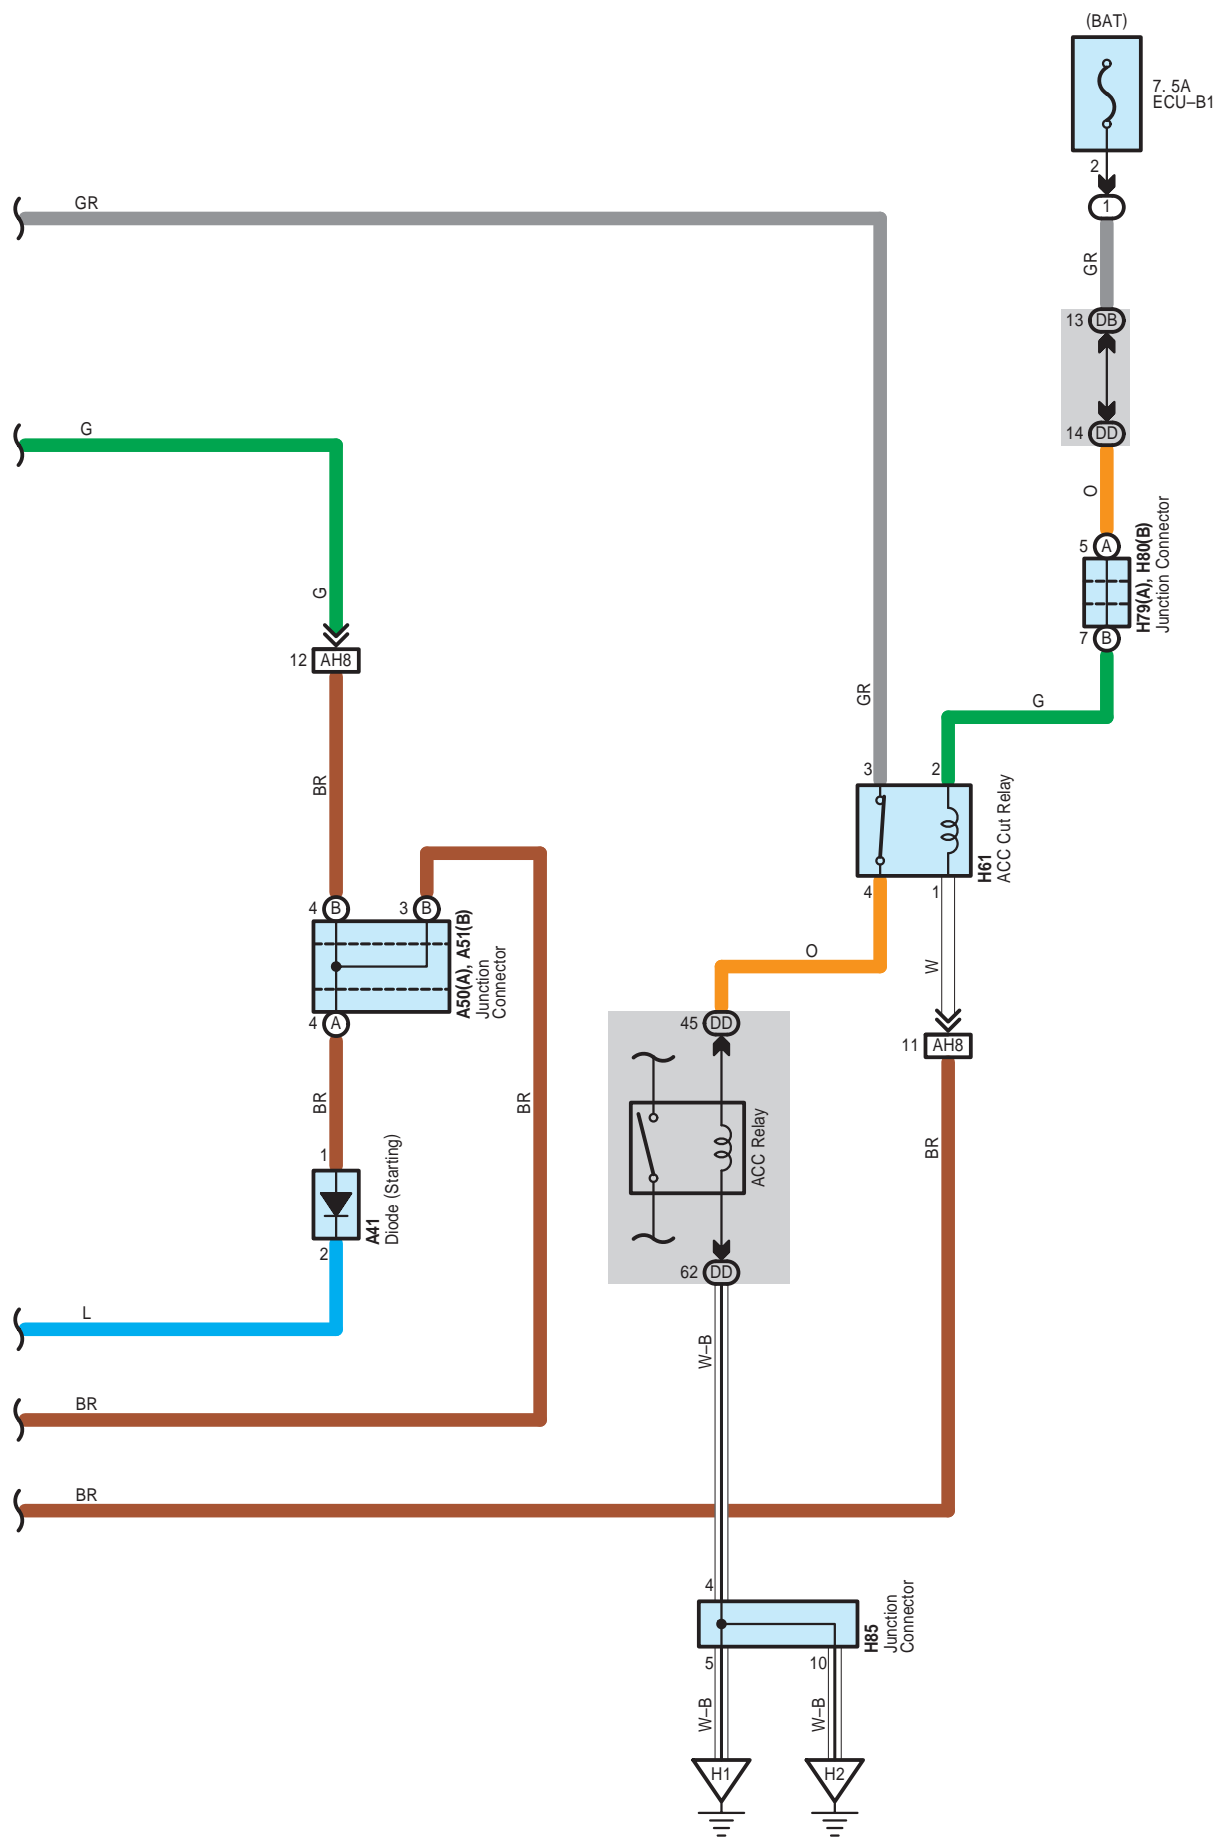 (BAT)
7. 5A
ECU–B1
2
1
GR
GR
13 DB
14 DD
G
O
5 A
H79(A), H80(B)
Junction Connector
7 B
G
12 AH8
GR
G
3
2
BR
H61
ACC Cut Relay
4
1
4 B
3 B
A50(A), A51(B)
Junction
Connector
O
W
4 A
45 DD
11 AH8
BR
BR
ACC Relay
BR
1
A41
Diode (Starting)
2
62 DD
L
W–B
BR
BR
4
H85
Junction
Connector
5
10
W–B
W–B
H1
H2